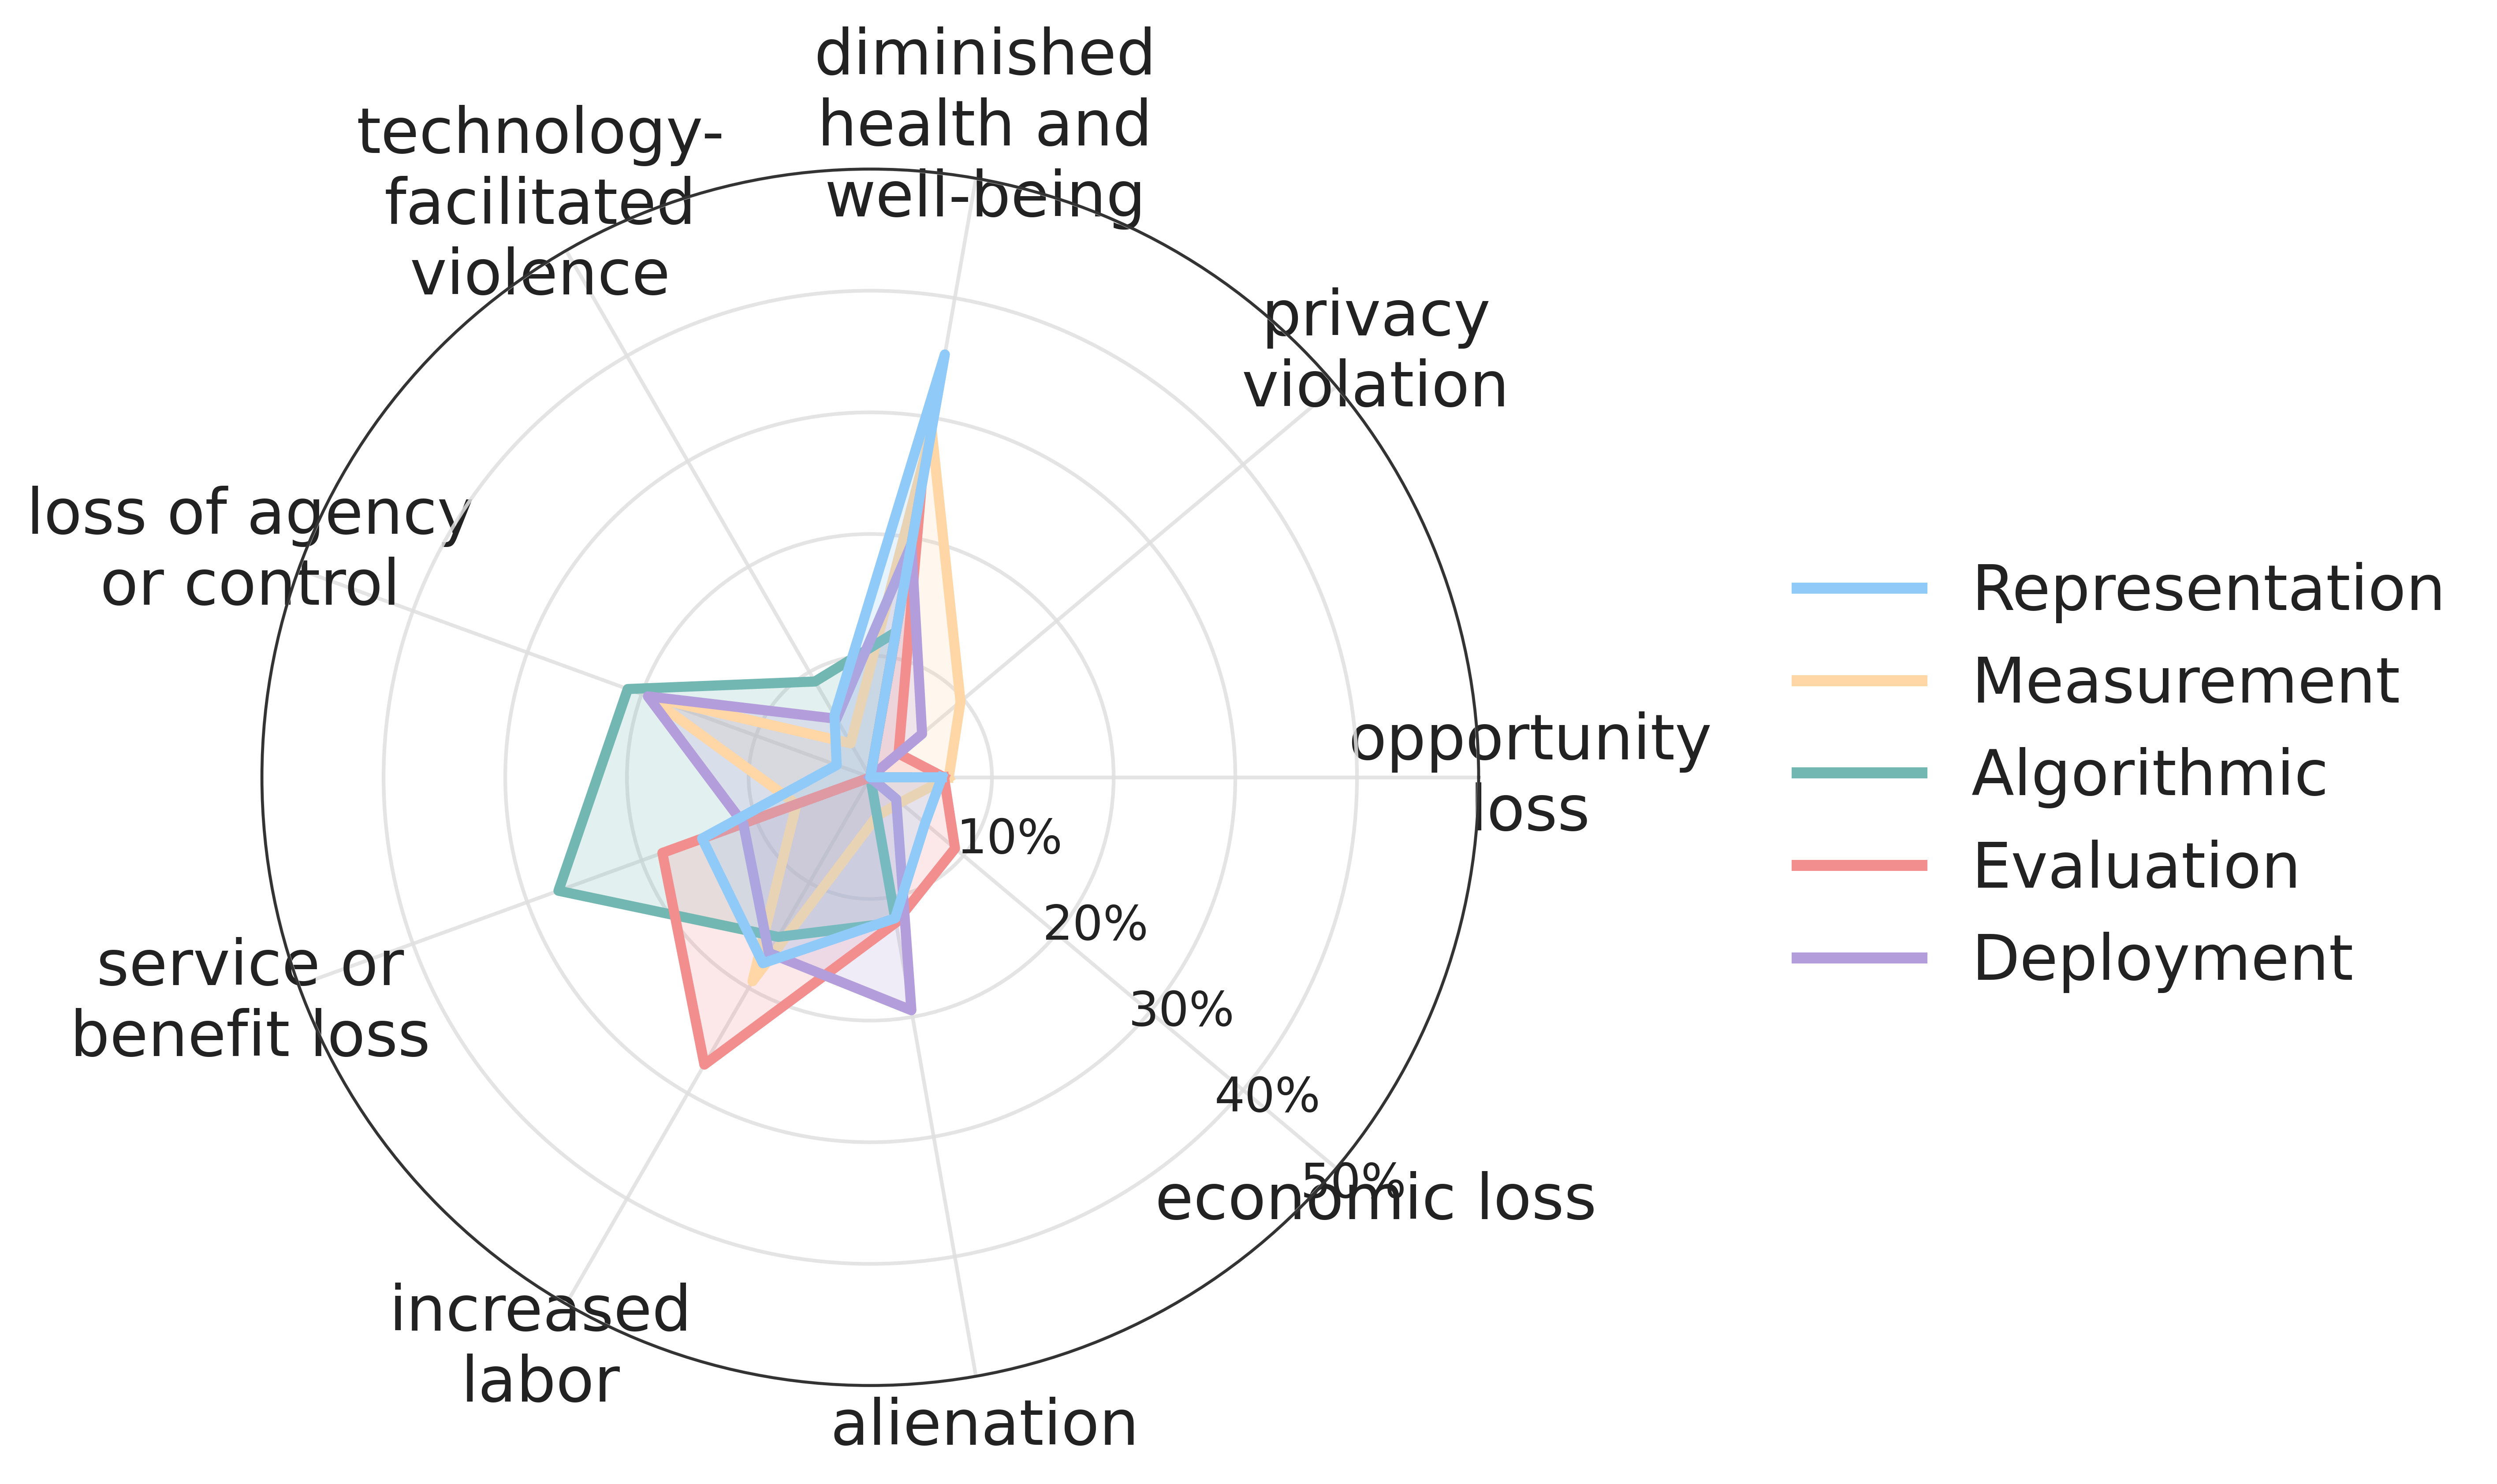 diminished
health and
well-being
technology-
facilitated
violence
privacy
violation
loss of agency
or control
opportunity
loss
service or
benefit loss
increased
labor
alienation
economic loss
10%
20%
30%
40%
50%
Representation
Measurement
Algorithmic
Evaluation
Deployment